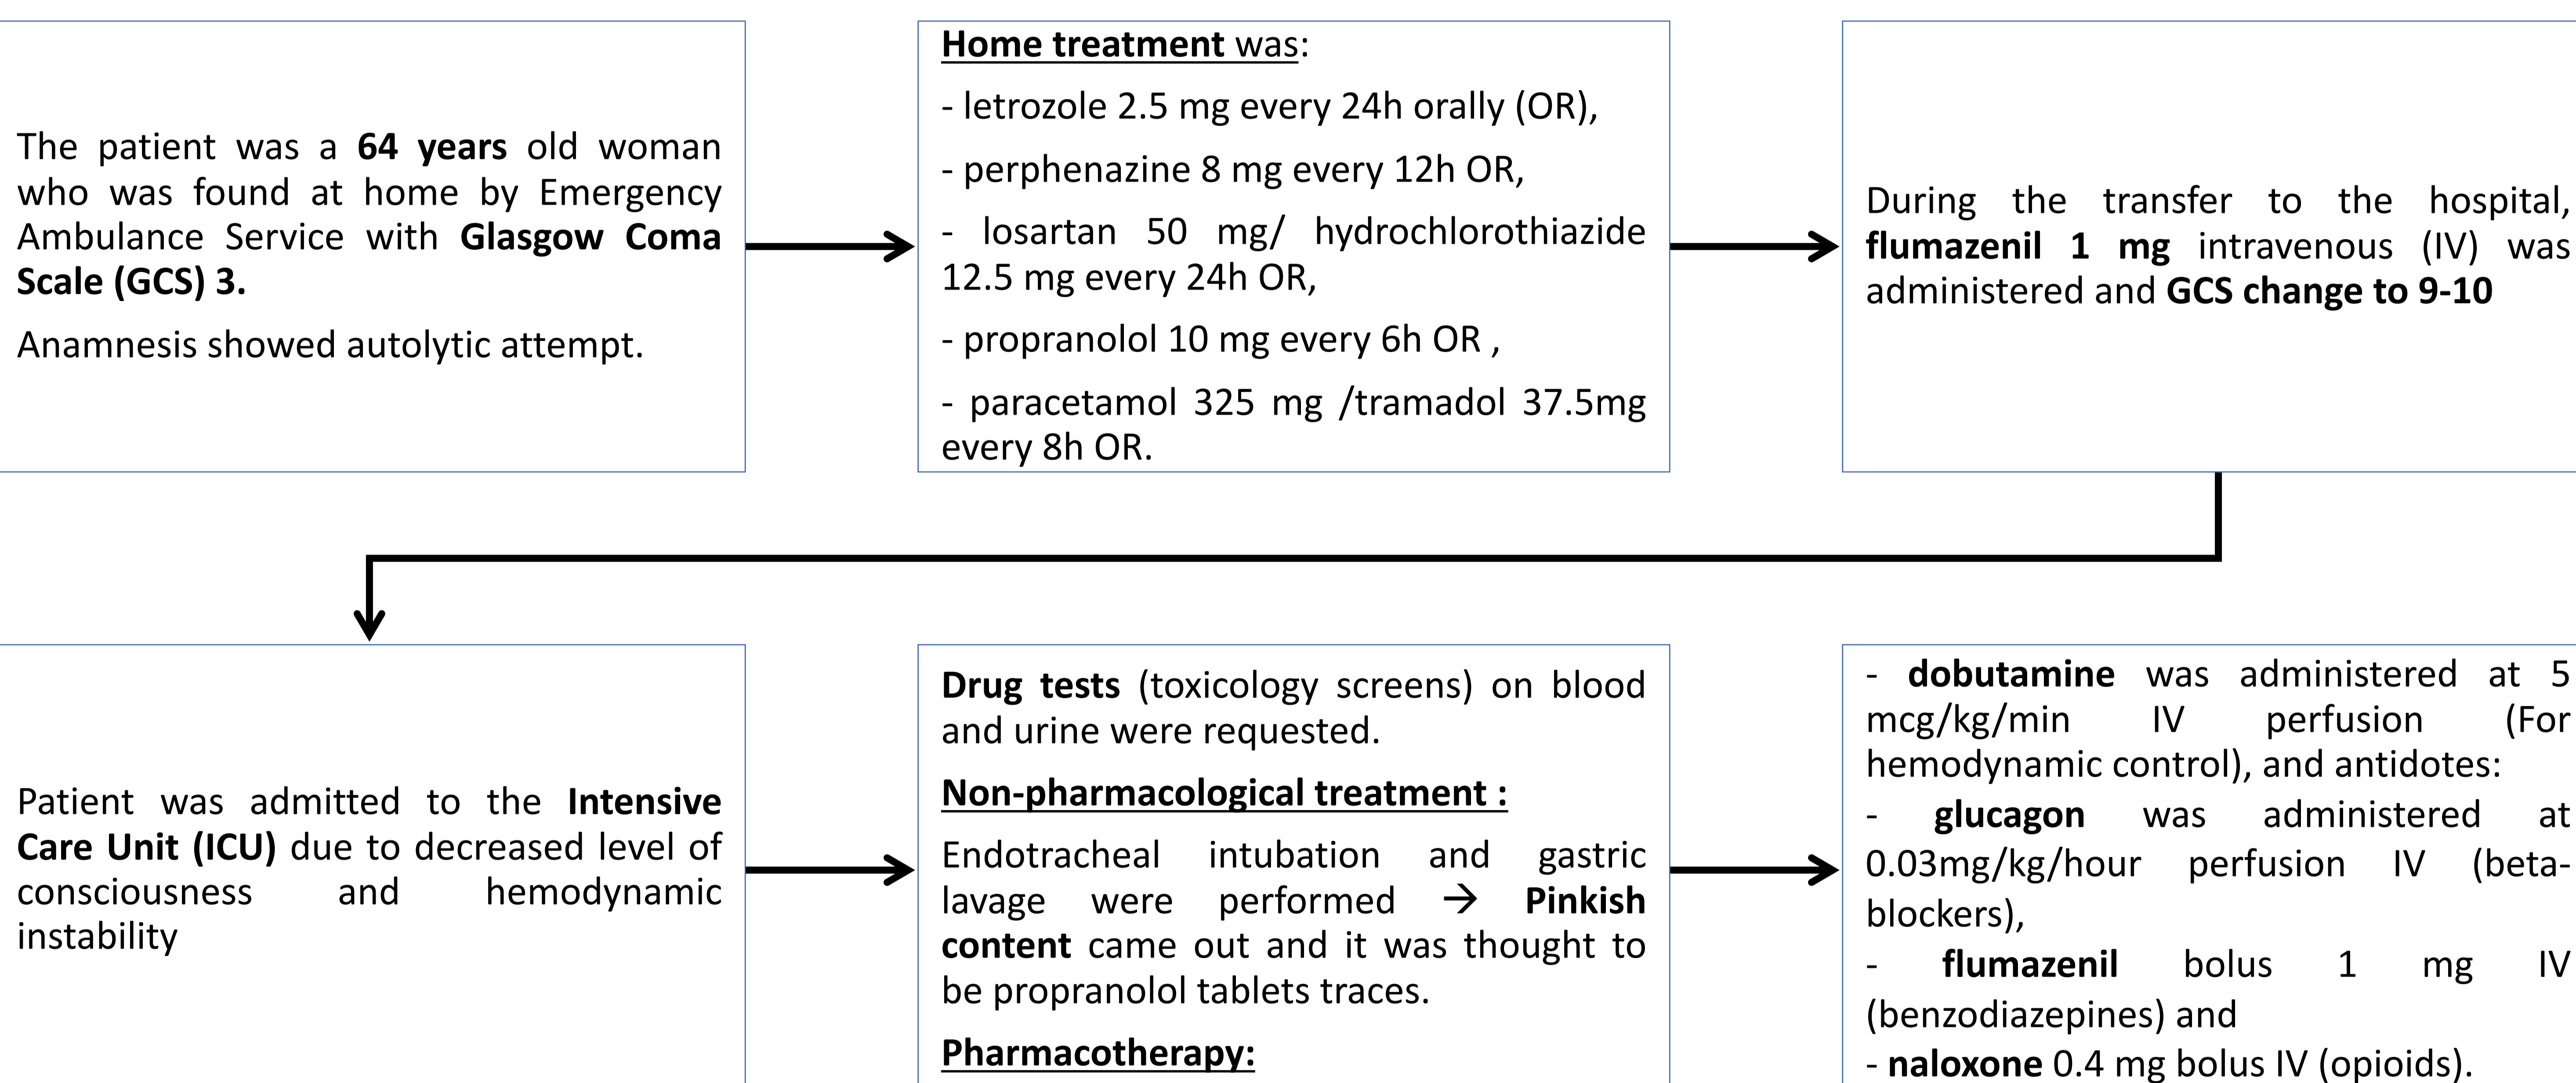 The patient was a 64 years old woman
who was found at home by Emergency
Ambulance Service with Glasgow Coma
Scale (GCS) 3.
Anamnesis showed autolytic attempt.
Home treatment was:
- letrozole 2.5 mg every 24h orally (OR),
- perphenazine 8 mg every 12h OR,
- losartan 50 mg/ hydrochlorothiazide
12.5 mg every 24h OR,
- propranolol 10 mg every 6h OR ,
- paracetamol 325 mg /tramadol 37.5mg
every 8h OR.
During the transfer to the hospital,
flumazenil 1 mg intravenous (IV) was
administered and GCS change to 9-10
Patient was admitted to the Intensive
Care Unit (ICU) due to decreased level of
consciousness and hemodynamic
instability
Drug tests (toxicology screens) on blood
and urine were requested.
Non-pharmacological treatment :
Endotracheal intubation and gastric
lavage were performed → Pinkish
content came out and it was thought to
be propranolol tablets traces.
Pharmacotherapy:
- dobutamine was administered at 5
mcg/kg/min IV perfusion (For
hemodynamic control), and antidotes:
- glucagon was administered at
0.03mg/kg/hour perfusion IV (beta-
blockers),
- flumazenil bolus 1 mg IV
(benzodiazepines) and
- naloxone 0.4 mg bolus IV (opioids).